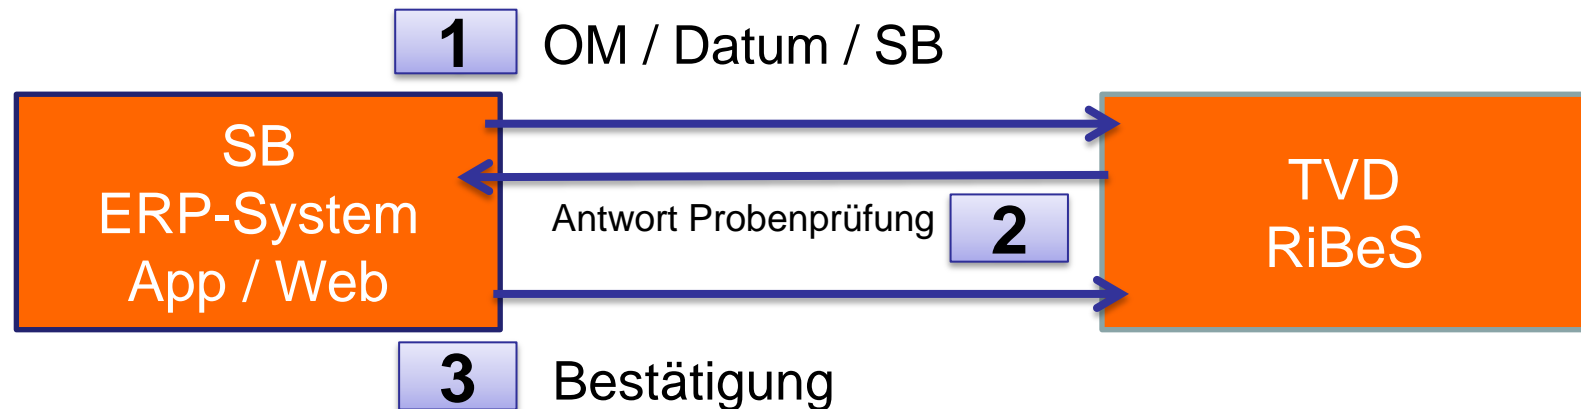 1 OM / Datum / SB
SB
ERP-System
App / Web
Antwort Probenprüfung 2
TVD
RiBeS
3 Bestätigung